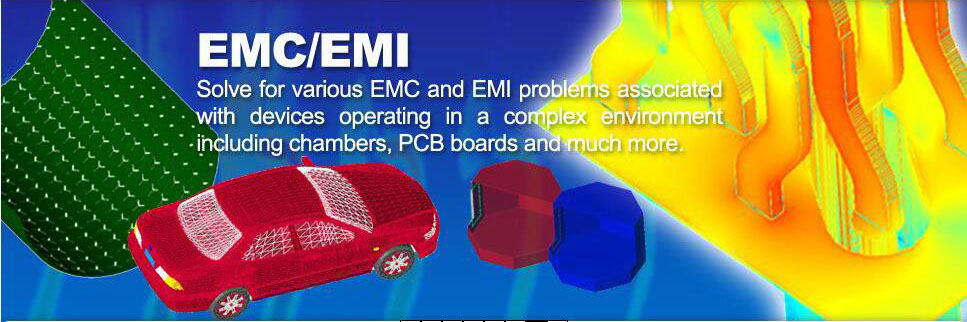 EMC/EMI
Solve for various EMC and EMI problems associated
with devices operating in a complex environment
including chambers, PCB boards and much more.